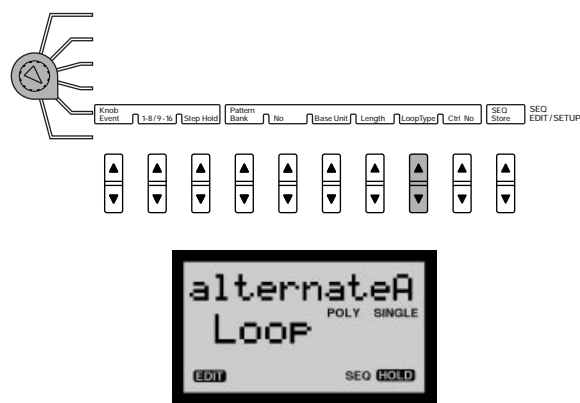 Knob Event 1-8/9-16 Step Hold Pattern Bank No Base Unit Length LoopType Ctrl No SEQ Store SEQ EDIT/SETUP
alternateA
POLY SINGLE
Loop
EDIT SEQ HOLD